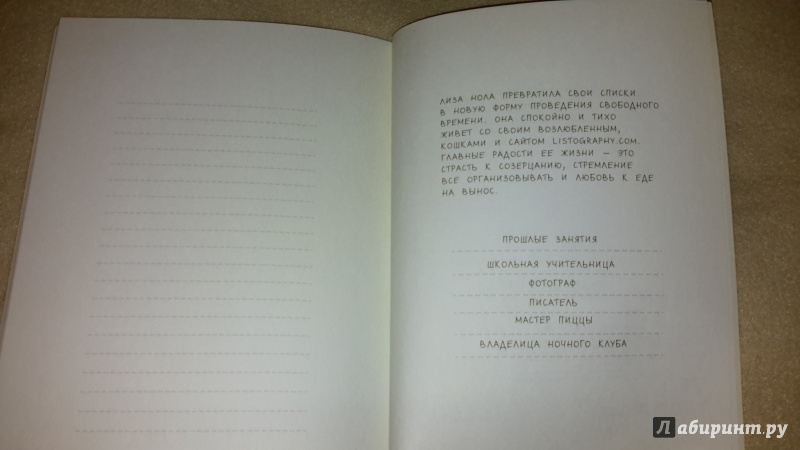 ЛИЗА НОЛА ПРЕВРАТИЛА СВОИ СПИСКИ
В НОВУЮ ФОРМУ ПРОВЕДЕНИЯ СВОБОДНОГО
ВРЕМЕНИ. ОНА СПОКОЙНО И ТИХО
ЖИВЕТ СО СВОИМ ВОЗЛЮБЛЕННЫМ,
КОШКАМИ И САЙТОМ LISTOGRAPHY.COM.
ГЛАВНЫЕ РАДОСТИ ЕЕ ЖИЗНИ – ЭТО
СТРАСТЬ К СОЗЕРЦАНИЮ, СТРЕМЛЕНИЕ
ВСЕ ОРГАНИЗОВЫВАТЬ И ЛЮБОВЬ К ЕДЕ
НА ВЫНОС.
ПРОШЛЫЕ ЗАНЯТИЯ
ШКОЛЬНАЯ УЧИТЕЛЬНИЦА
ФОТОГРАФ
ПИСАТЕЛЬ
МАСТЕР ПИЦЦЫ
ВЛАДЕЛИЦА НОЧНОГО КЛУБА
Лабиринт.ру